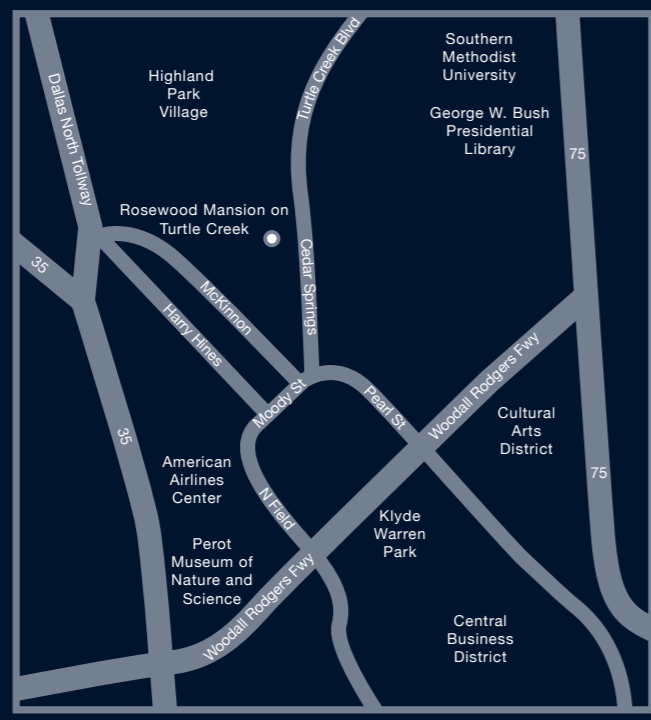 Turtle Creek Blvd
Southern
Methodist
University
Highland
Park
Village
Dallas North Tollway
George W. Bush
Presidential
Library
75
Rosewood Mansion on
Turtle Creek
35
McKinnon
Cedar Springs
Harry Hines
Moody St
Pearl St
Woodall Rodgers Fwy
Cultural
Arts
District
35
75
American
Airlines
Center
N Field
Klyde
Warren
Park
Perot
Museum of
Nature and
Science
Woodall Rodgers Fwy
Central
Business
District